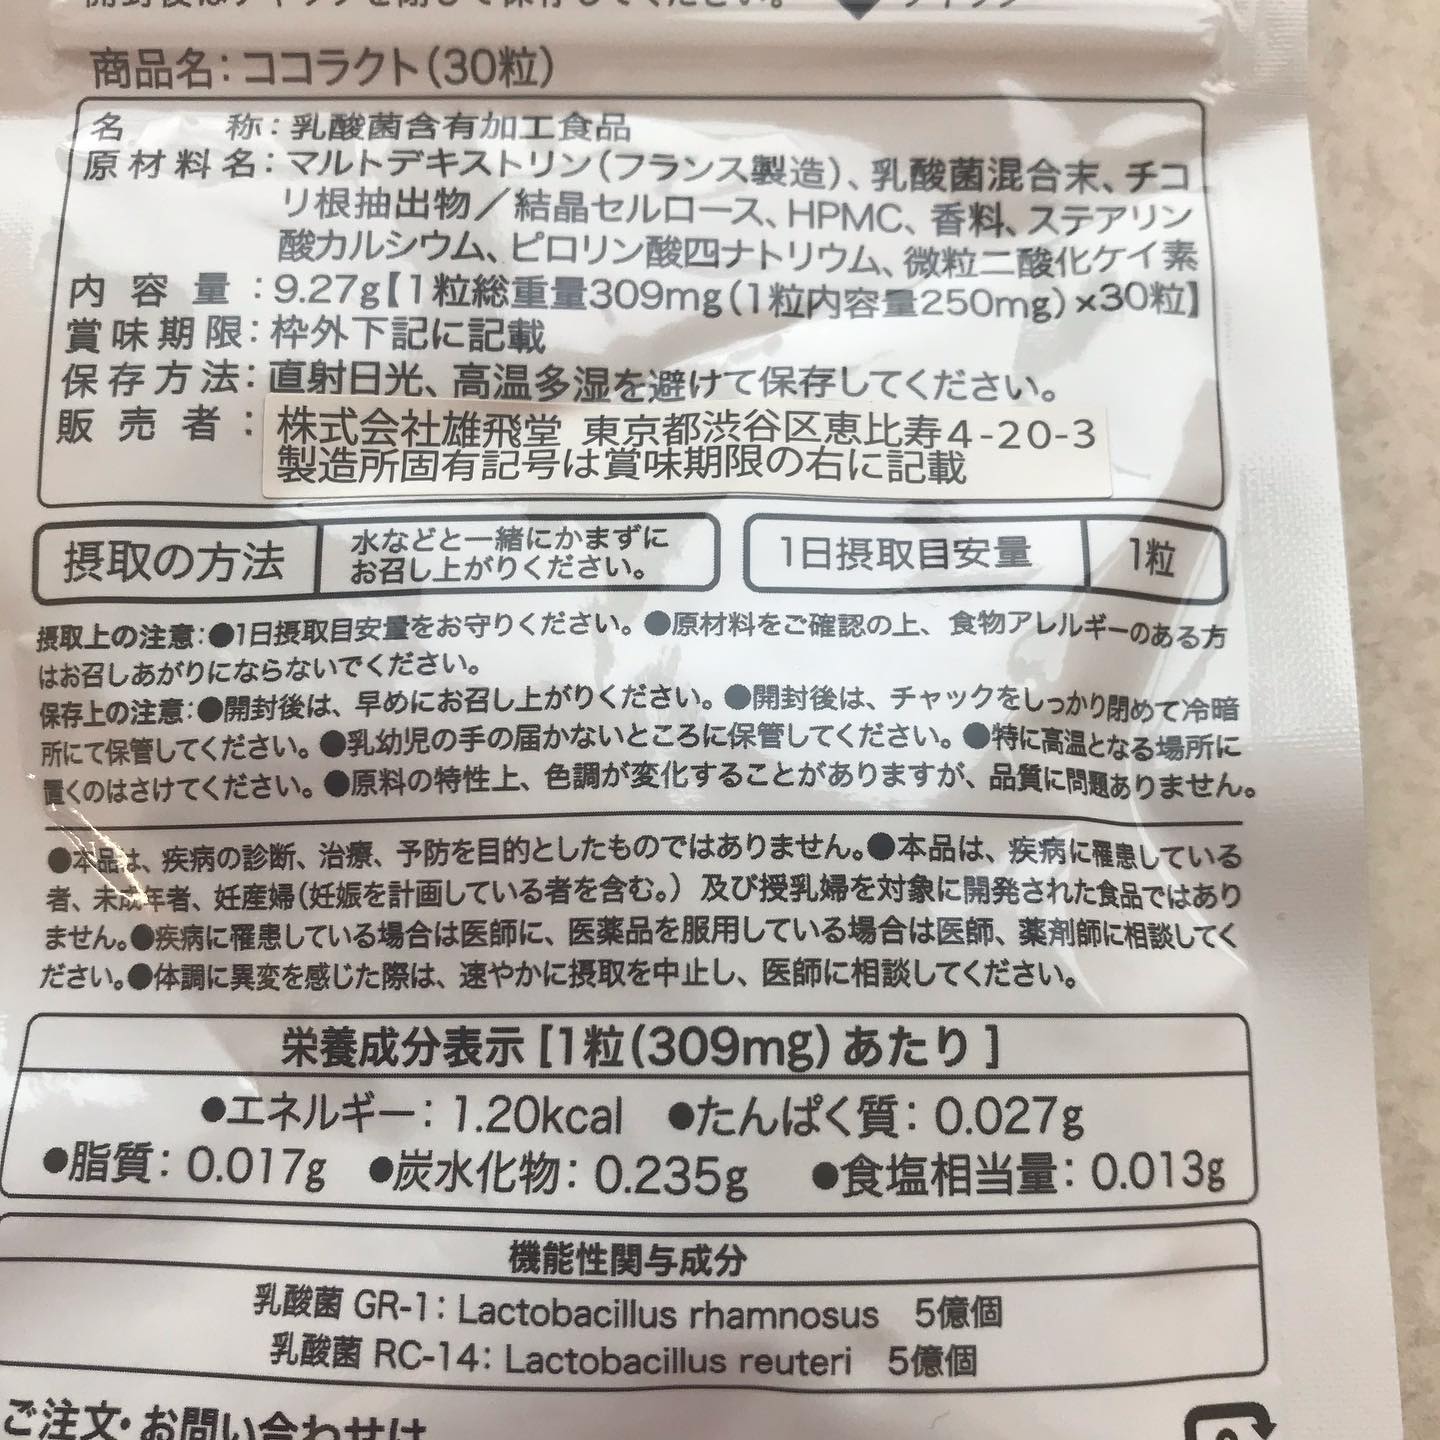 商品名：ココラクト（30粒）
名称：乳酸菌含有加工食品
原材料名：マルトデキストリン（フランス製造）、乳酸菌混合末、チコ
リ根抽出物／結晶セルロース、HPMC、香料、ステアリン
酸カルシウム、ピロリン酸四ナトリウム、微粒二酸化ケイ素
内容量：9.27g【1粒総重量309mg（1粒内容量250mg）×30粒】
賞味期限：枠外下記に記載
保存方法：直射日光、高温多湿を避けて保存してください。
販売者：株式会社雄飛堂 東京都渋谷区恵比寿4-20-3
製造所固有記号は賞味期限の右に記載
摂取の方法 水などと一緒にかまずに
お召し上がりください。
1日摂取目安量 1粒
摂取上の注意：●1日摂取目安量をお守りください。●原材料をご確認の上、食物アレルギーのある方
はお召しあがりにならないでください。
保存上の注意：●開封後は、早めにお召し上がりください。●開封後は、チャックをしっかり閉めて冷暗
所にて保管してください。●乳幼児の手の届かないところに保管してください。●特に高温となる場所に
置くのはさけてください。●原料の特性上、色調が変化することがありますが、品質に問題ありません。
●本品は、疾病の診断、治療、予防を目的としたものではありません。●本品は、疾病に罹患している
者、未成年者、妊産婦（妊娠を計画している者を含む。）及び授乳婦を対象に開発された食品ではあり
ません。●疾病に罹患している場合は医師に、医薬品を服用している場合は医師、薬剤師に相談してく
ださい。●体調に異変を感じた際は、速やかに摂取を中止し、医師に相談してください。
栄養成分表示［1粒（309mg）あたり］
●エネルギー：1.20kcal ●たんぱく質：0.027g
●脂質：0.017g ●炭水化物：0.235g ●食塩相当量：0.013g
機能性関与成分
乳酸菌 GR-1：Lactobacillus rhamnosus 5億個
乳酸菌 RC-14：Lactobacillus reuteri 5億個
ご注文・お問い合わせは